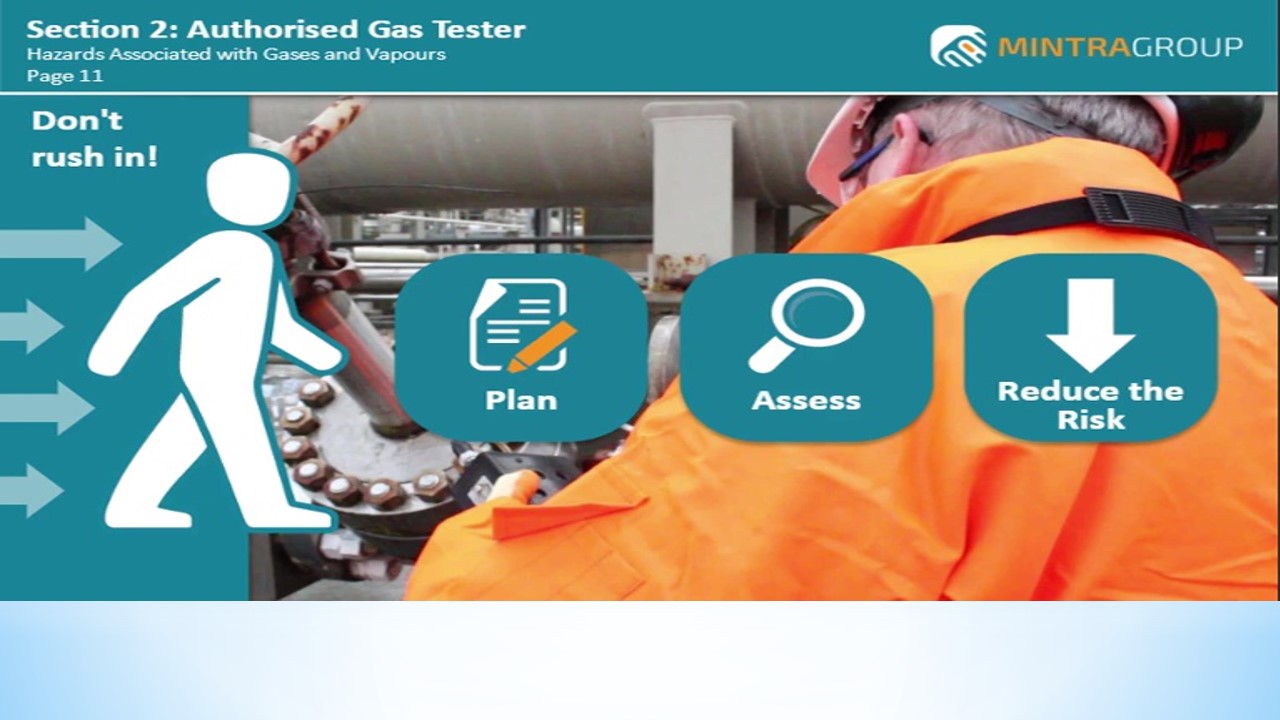 Section 2: Authorised Gas Tester
Hazards Associated with Gases and Vapours
Page 11
MINTRAGROUP
Don't
rush in!
Plan
Assess
Reduce the
Risk